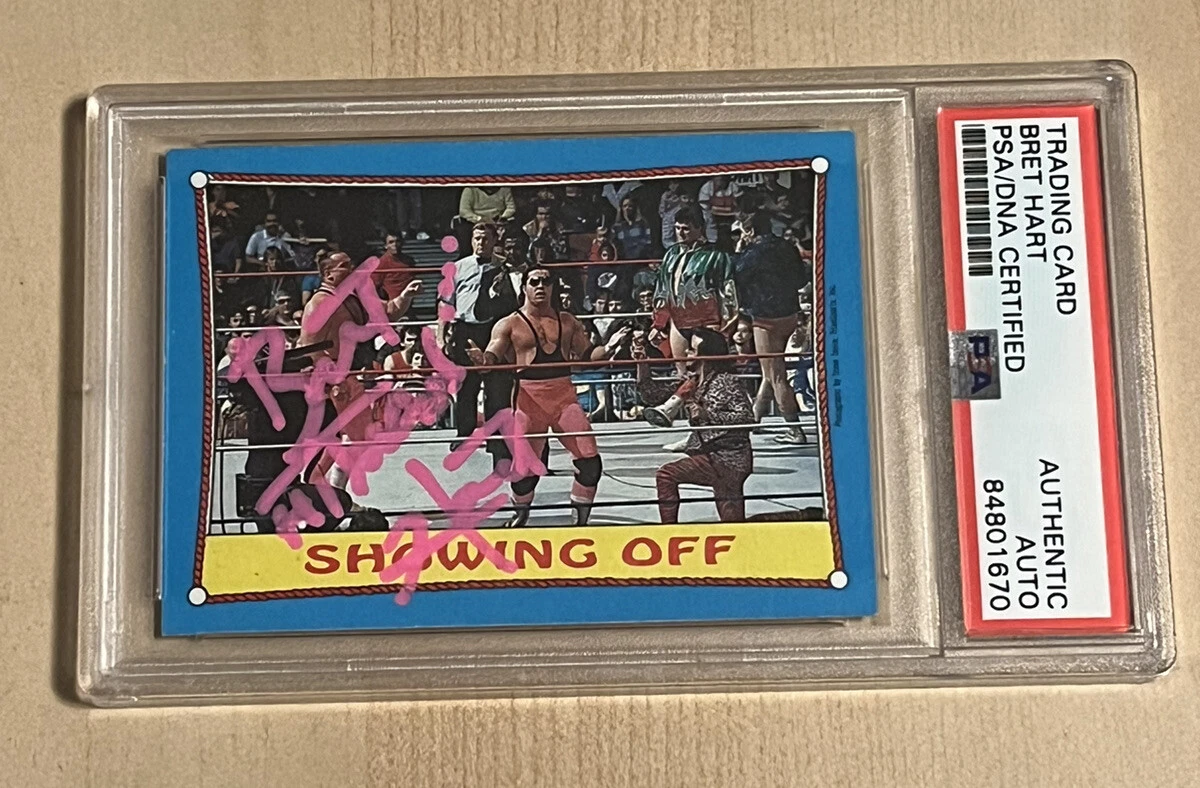 SHOWING OFF
TRADING CARD
BRET HART
PSA/DNA CERTIFIED
PSA
AUTHENTIC
AUTO
84801670